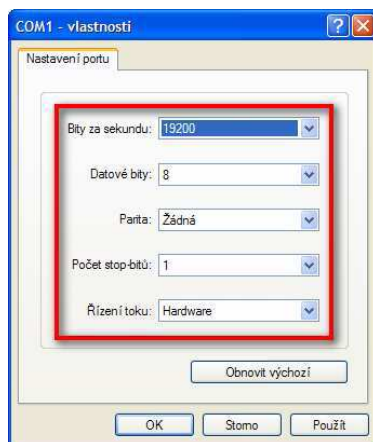 COM1 - vlastnosti
Nastavení portu
Bity za sekundu: 19200
Datové bity: 8
Parita: Žádná
Počet stop-bitů: 1
Řízení toku: Hardware
Obnovit výchozí
OK Storno Použít